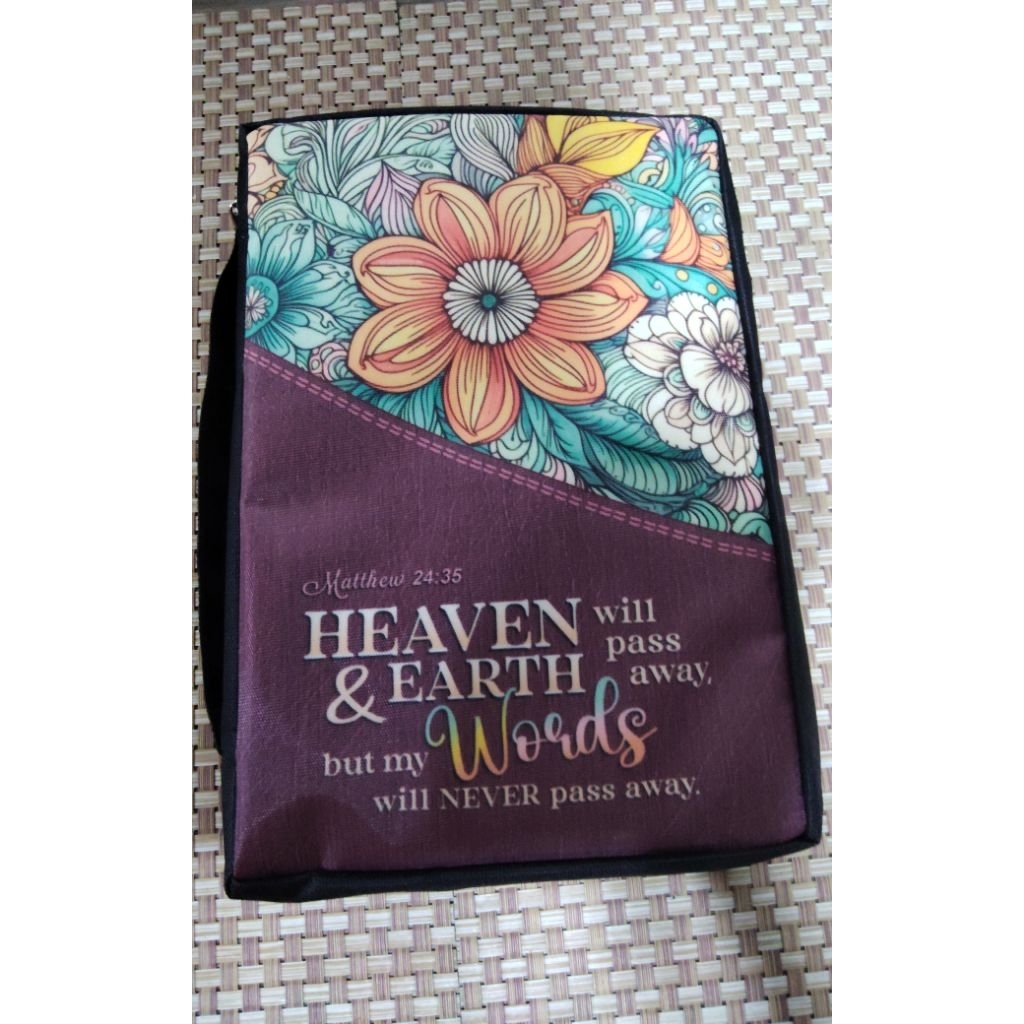 Matthew 24:35
HEAVEN will
pass
& EARTH away,
but my Words
will NEVER pass away.